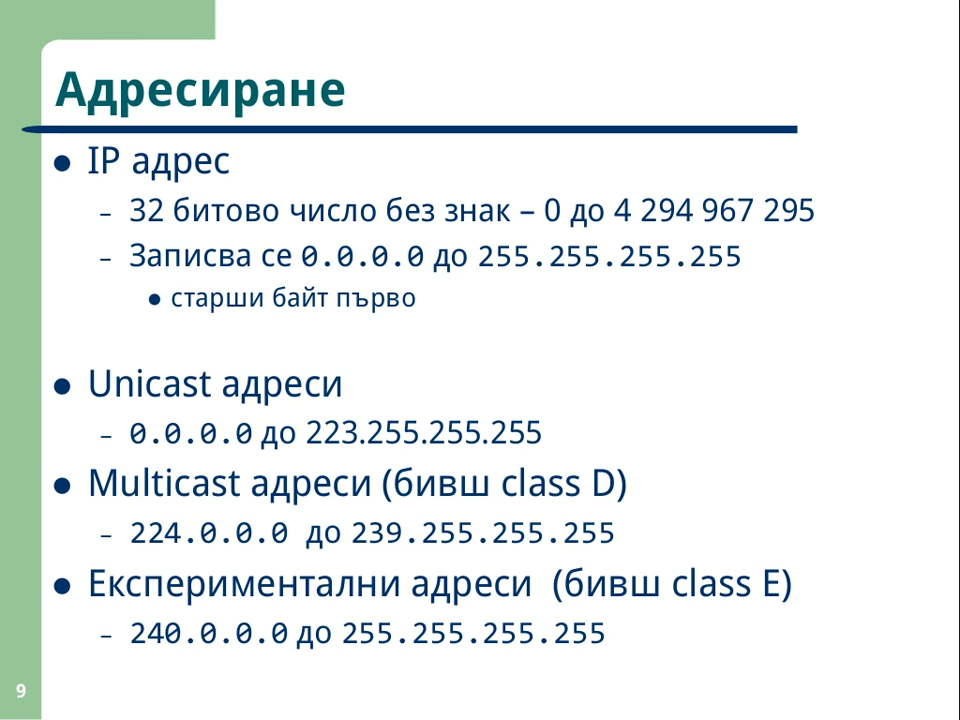 Адресиране
● IP адрес
– 32 битово число без знак – 0 до 4 294 967 295
– Записва се 0.0.0.0 до 255.255.255.255
● старши байт първо
● Unicast адреси
– 0.0.0.0 до 223.255.255.255
● Multicast адреси (бивш class D)
– 224.0.0.0 до 239.255.255.255
● Експериментални адреси (бивш class E)
– 240.0.0.0 до 255.255.255.255
9